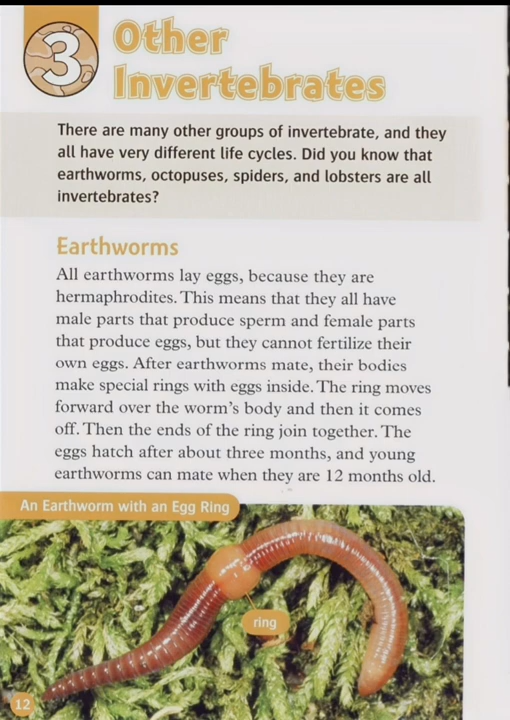 3
Other
Invertebrates
There are many other groups of invertebrate, and they
all have very different life cycles. Did you know that
earthworms, octopuses, spiders, and lobsters are all
invertebrates?
Earthworms
All earthworms lay eggs, because they are
hermaphrodites. This means that they all have
male parts that produce sperm and female parts
that produce eggs, but they cannot fertilize their
own eggs. After earthworms mate, their bodies
make special rings with eggs inside. The ring moves
forward over the worm's body and then it comes
off. Then the ends of the ring join together. The
eggs hatch after about three months, and young
earthworms can mate when they are 12 months old.
An Earthworm with an Egg Ring
ring
12